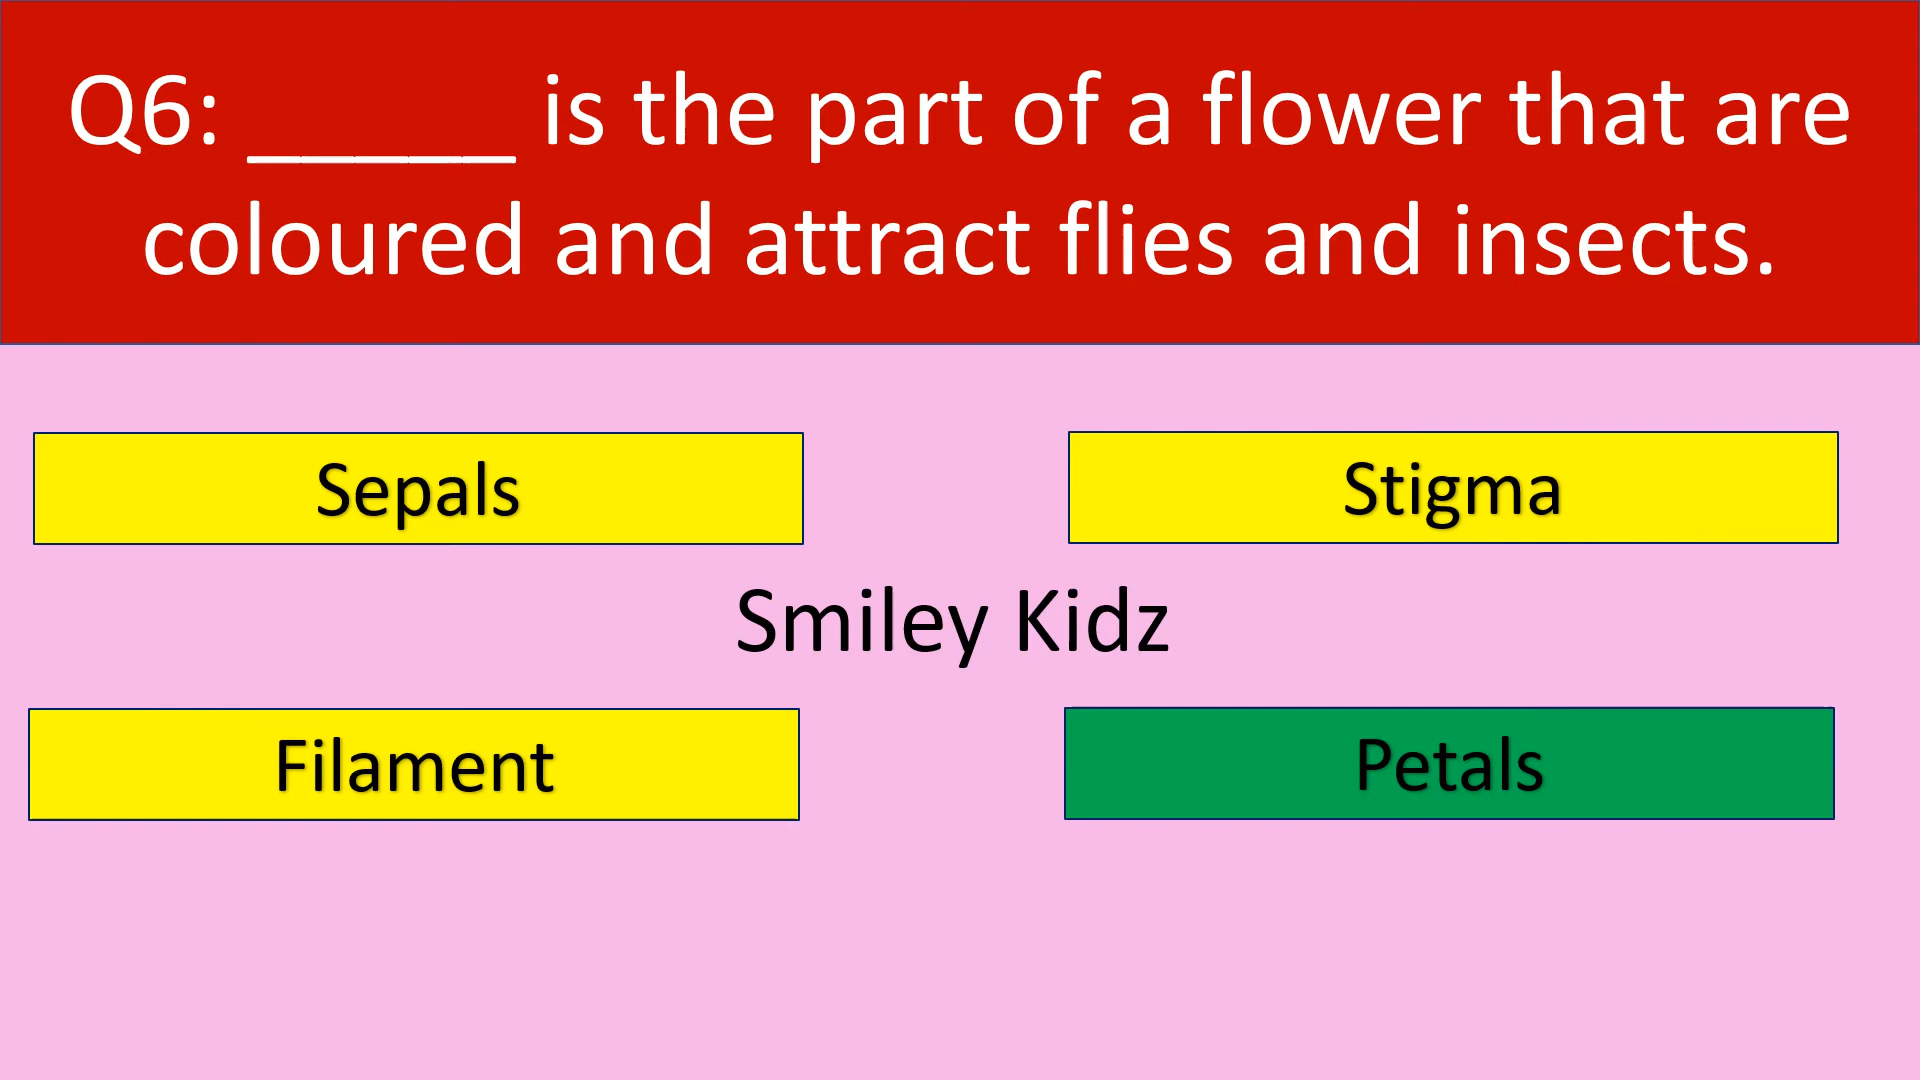 Q6: _____ is the part of a flower that are
coloured and attract flies and insects.
Sepals
Stigma
Smiley Kidz
Filament
Petals